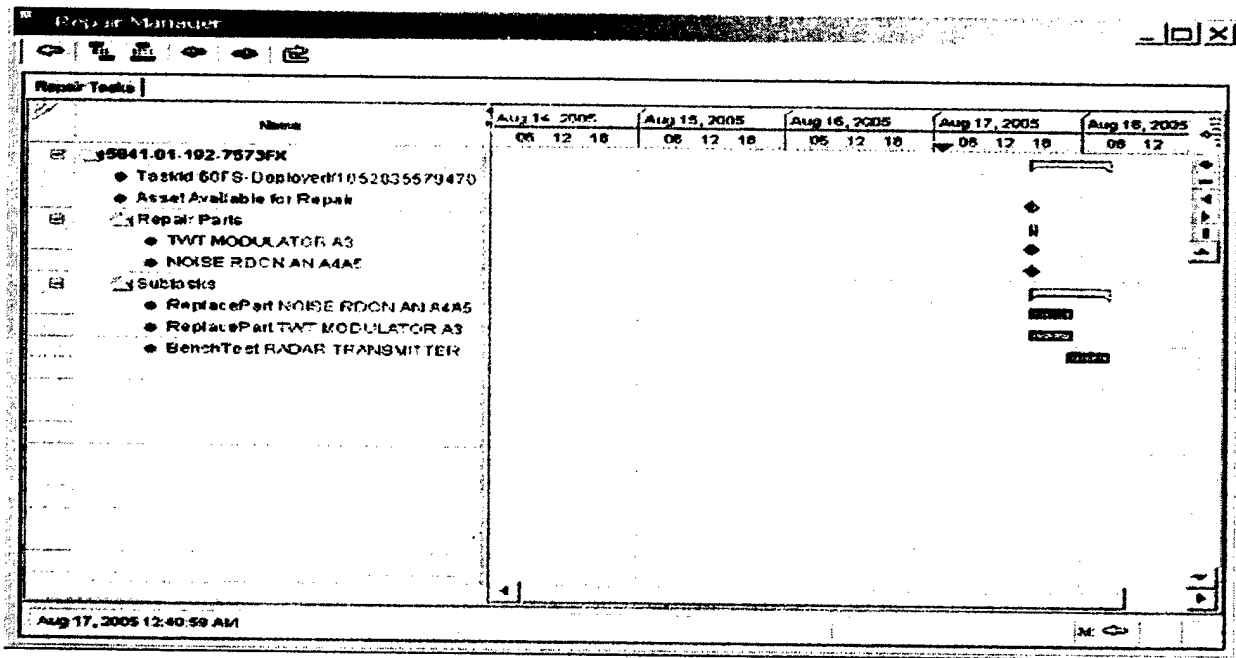 Repair Manager
Repair Tasks
Name
Aug 14, 2005 Aug 15, 2005 Aug 16, 2005 Aug 17, 2005 Aug 18, 2005
06 12 18 06 12 18 06 12 18 06 12 18 06 12
5841-01-192-7573FX
TaskId 60FS-Deployed/1052835579470
Asset Available for Repair
Repair Parts
TWT MODULATOR A3
NOISE RDCN AN A4A5
Subtasks
ReplacePart NOISE RDCN AN A4A5
ReplacePart TWT MODULATOR A3
BenchTest RADAR TRANSMITTER
Aug 17, 2005 12:40:59 AM
M: